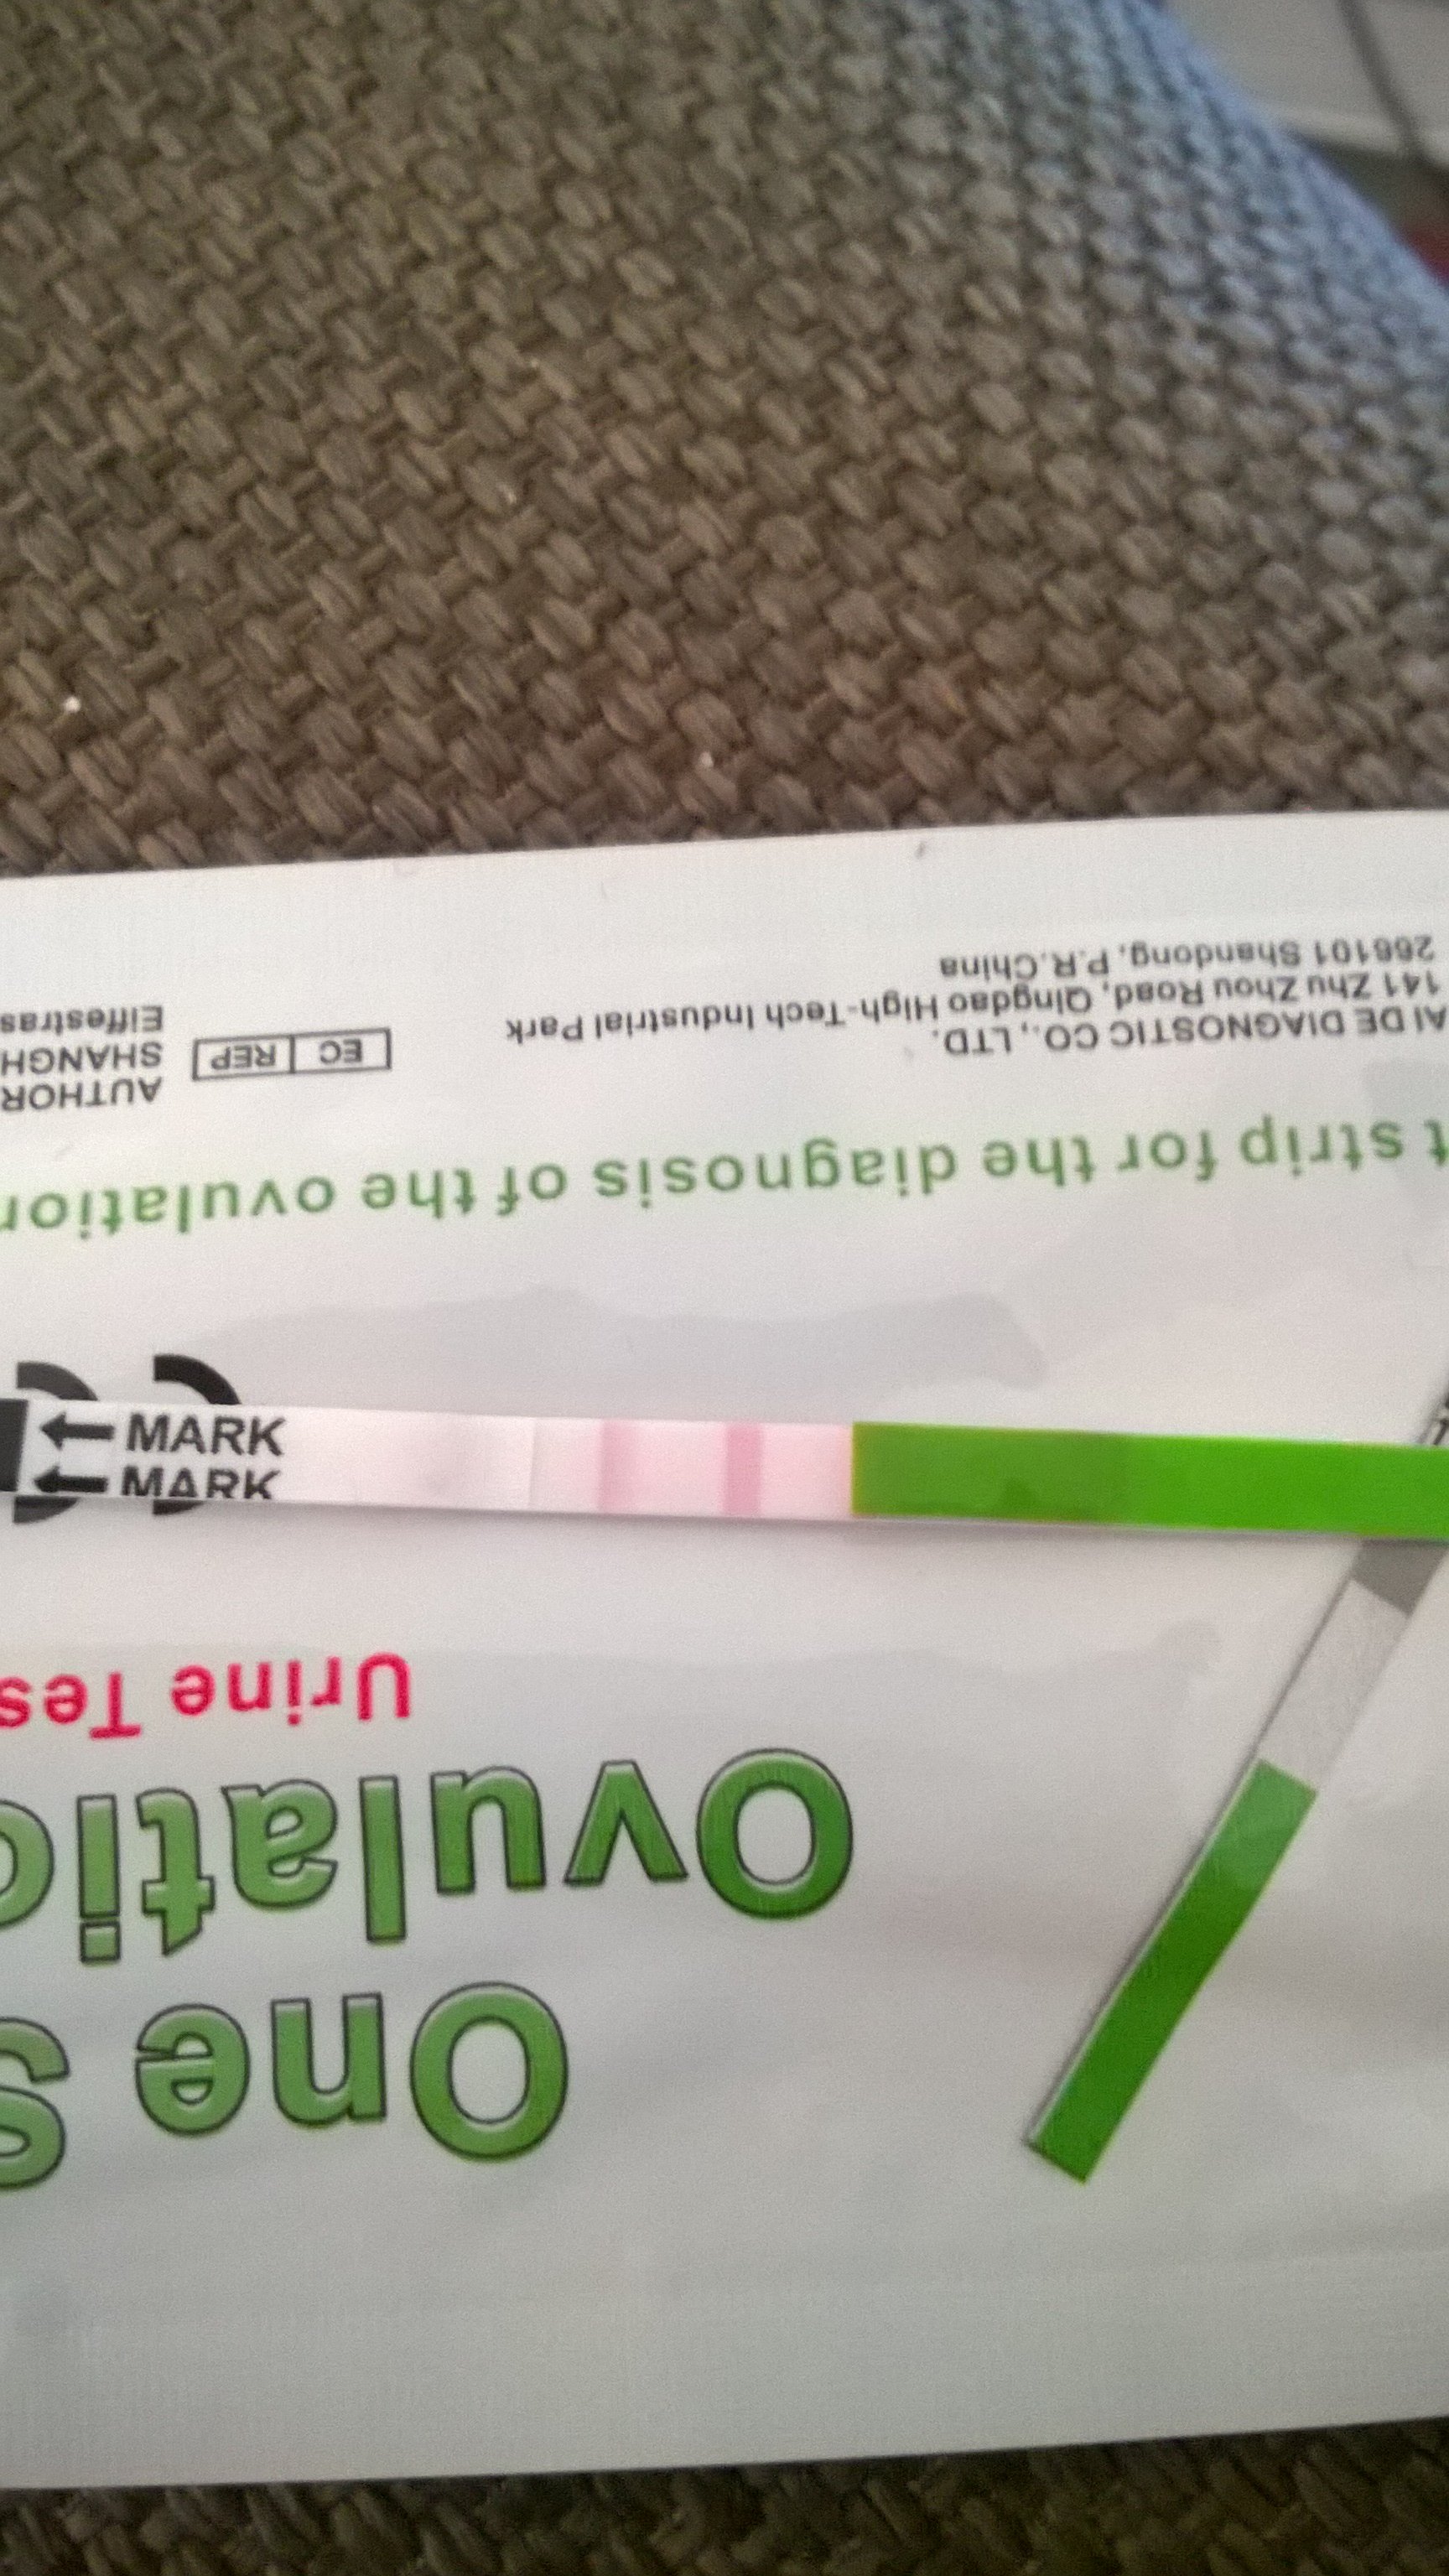 One S
Ovulatio
Urine Tes
MARK
MARK
t strip for the diagnosis of the ovulation
AI DE DIAGNOSTIC CO., LTD.
141 Zhu Zhou Road, Qingdao High-Tech Industrial Park
266101 Shandong, P.R.China
EC REP
AUTHOR
SHANGH
Eiffestras